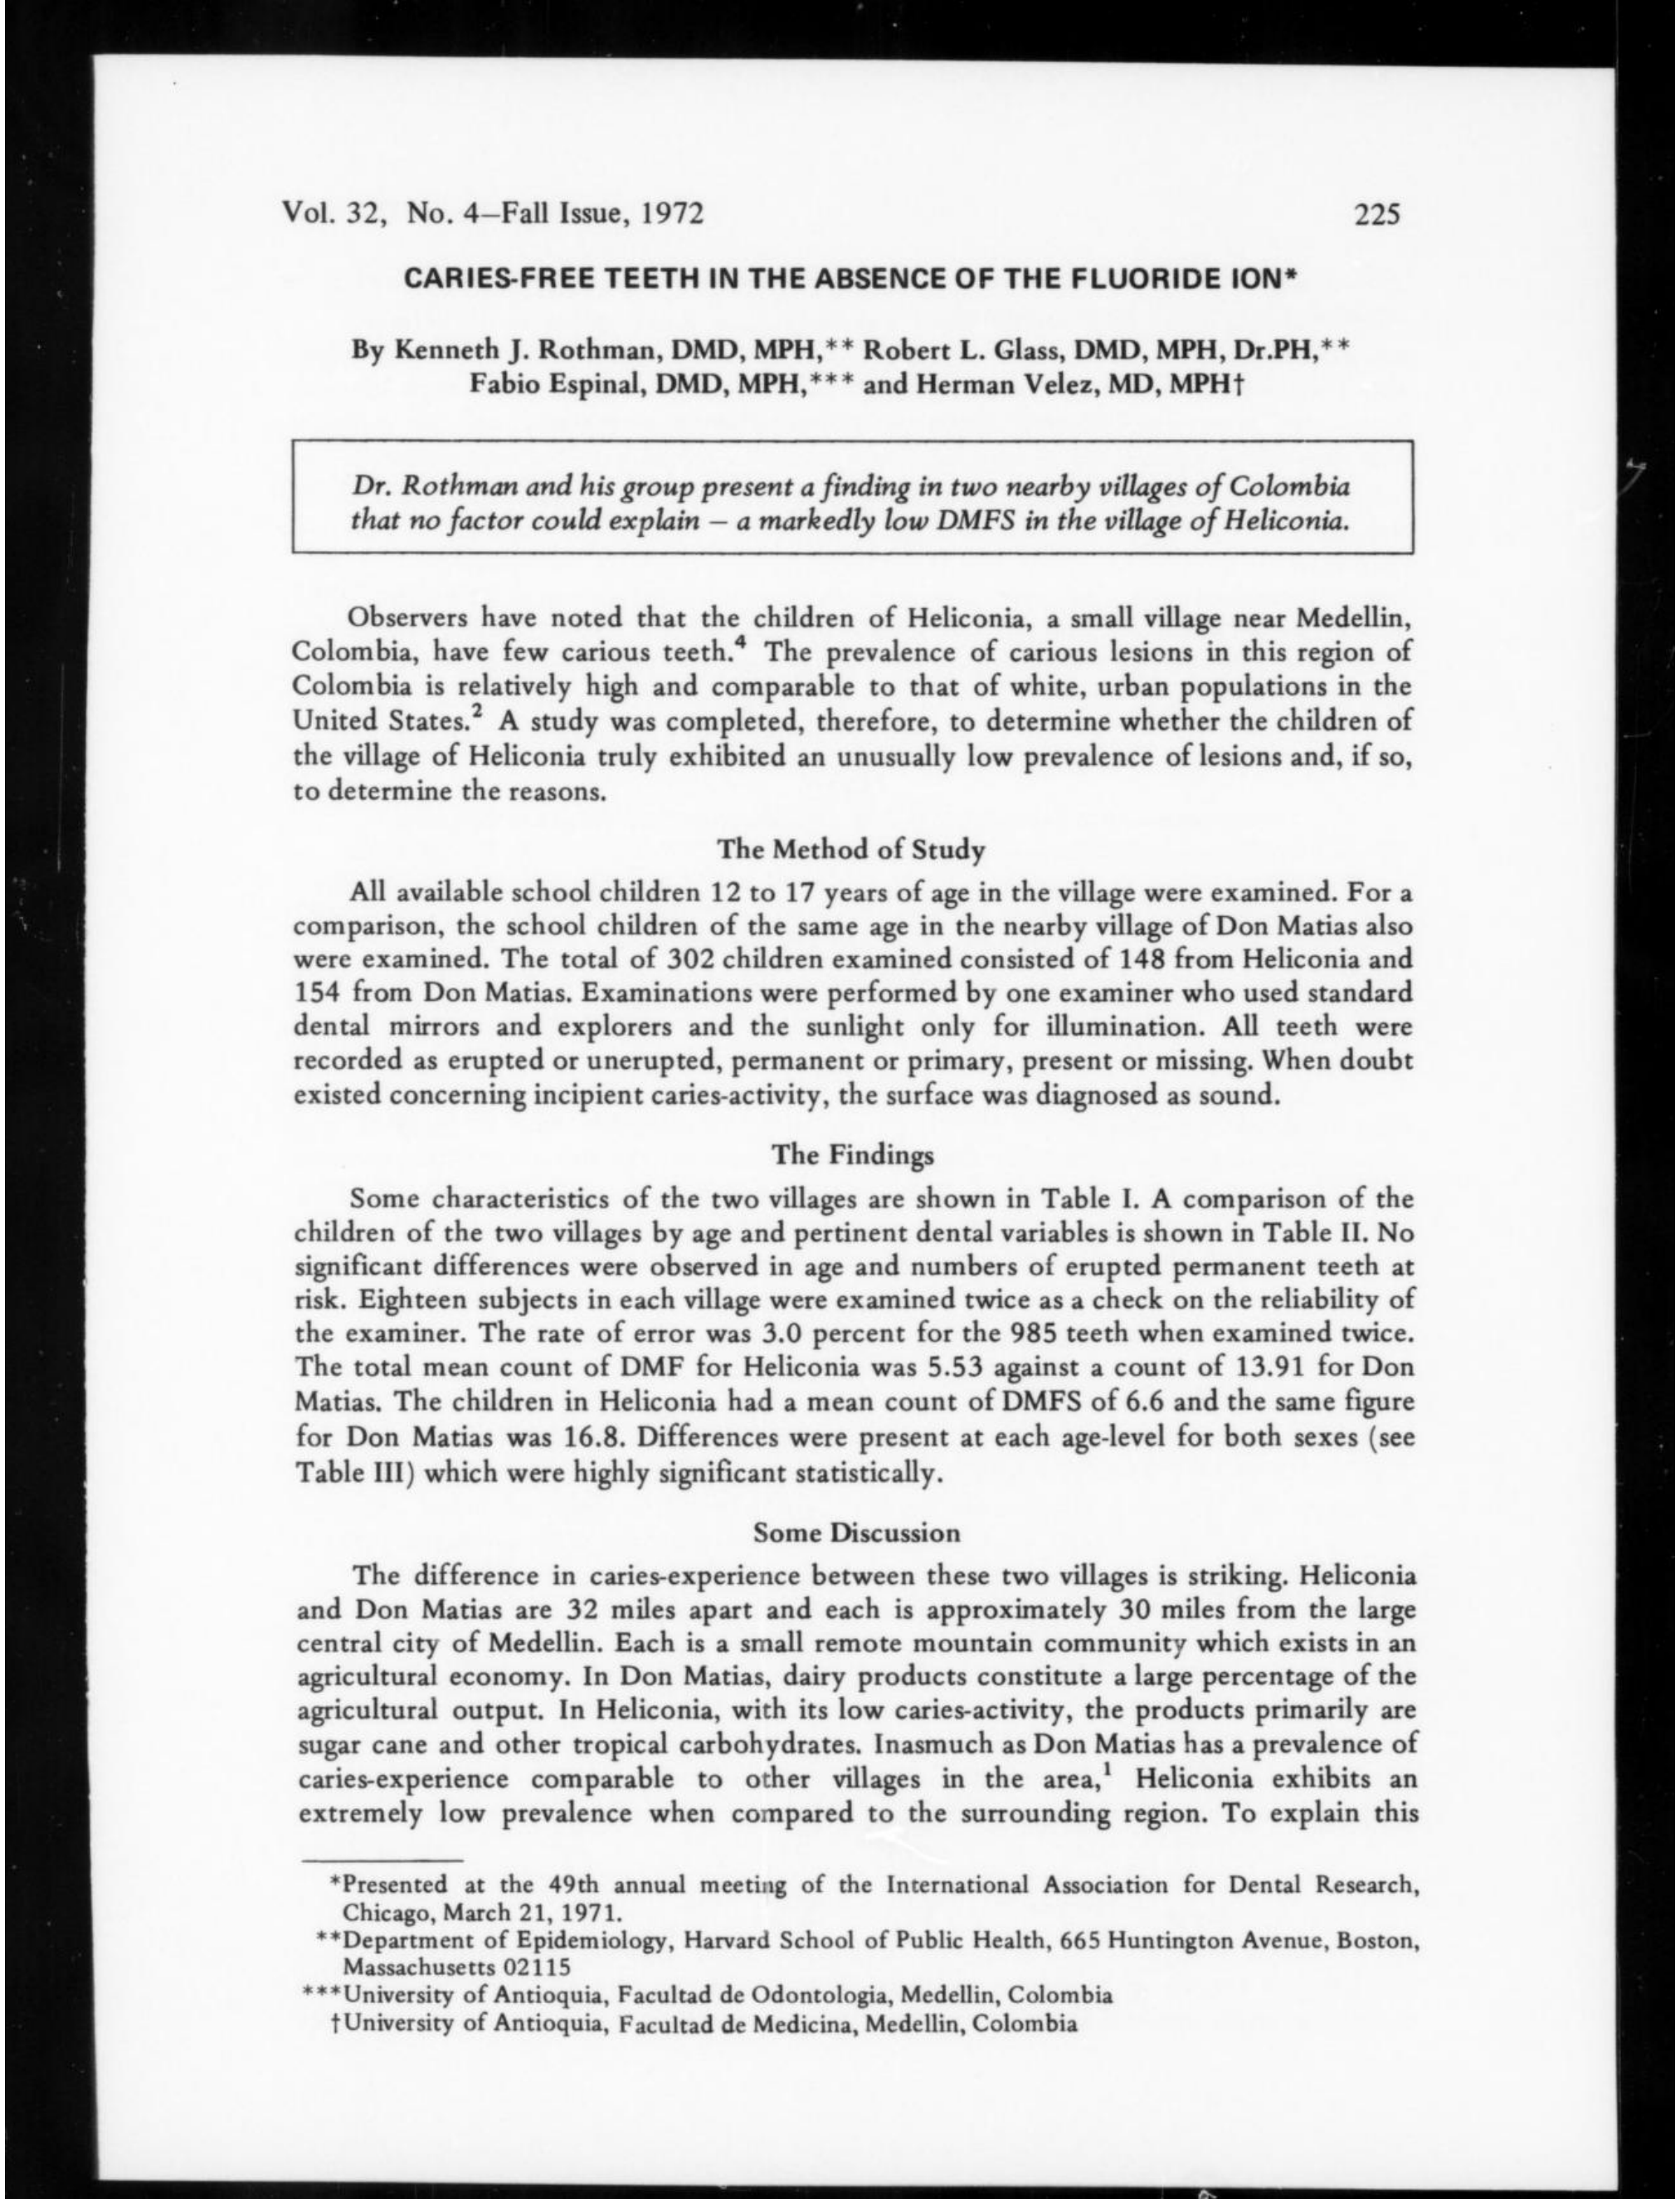 Vol. 32, No. 4—Fall Issue, 1972 225
CARIES-FREE TEETH IN THE ABSENCE OF THE FLUORIDE ION*
By Kenneth J. Rothman, DMD, MPH,** Robert L. Glass, DMD, MPH, Dr.PH,**
Fabio Espinal, DMD, MPH,*** and Herman Velez, MD, MPH†
Dr. Rothman and his group present a finding in two nearby villages of Colombia
that no factor could explain — a markedly low DMFS in the village of Heliconia.
Observers have noted that the children of Heliconia, a small village near Medellin,
Colombia, have few carious teeth.⁴ The prevalence of carious lesions in this region of
Colombia is relatively high and comparable to that of white, urban populations in the
United States.² A study was completed, therefore, to determine whether the children of
the village of Heliconia truly exhibited an unusually low prevalence of lesions and, if so,
to determine the reasons.
The Method of Study
All available school children 12 to 17 years of age in the village were examined. For a
comparison, the school children of the same age in the nearby village of Don Matias also
were examined. The total of 302 children examined consisted of 148 from Heliconia and
154 from Don Matias. Examinations were performed by one examiner who used standard
dental mirrors and explorers and the sunlight only for illumination. All teeth were
recorded as erupted or unerupted, permanent or primary, present or missing. When doubt
existed concerning incipient caries-activity, the surface was diagnosed as sound.
The Findings
Some characteristics of the two villages are shown in Table I. A comparison of the
children of the two villages by age and pertinent dental variables is shown in Table II. No
significant differences were observed in age and numbers of erupted permanent teeth at
risk. Eighteen subjects in each village were examined twice as a check on the reliability of
the examiner. The rate of error was 3.0 percent for the 985 teeth when examined twice.
The total mean count of DMF for Heliconia was 5.53 against a count of 13.91 for Don
Matias. The children in Heliconia had a mean count of DMFS of 6.6 and the same figure
for Don Matias was 16.8. Differences were present at each age-level for both sexes (see
Table III) which were highly significant statistically.
Some Discussion
The difference in caries-experience between these two villages is striking. Heliconia
and Don Matias are 32 miles apart and each is approximately 30 miles from the large
central city of Medellin. Each is a small remote mountain community which exists in an
agricultural economy. In Don Matias, dairy products constitute a large percentage of the
agricultural output. In Heliconia, with its low caries-activity, the products primarily are
sugar cane and other tropical carbohydrates. Inasmuch as Don Matias has a prevalence of
caries-experience comparable to other villages in the area,¹ Heliconia exhibits an
extremely low prevalence when compared to the surrounding region. To explain this
*Presented at the 49th annual meeting of the International Association for Dental Research,
Chicago, March 21, 1971.
**Department of Epidemiology, Harvard School of Public Health, 665 Huntington Avenue, Boston,
Massachusetts 02115
***University of Antioquia, Facultad de Odontologia, Medellin, Colombia
†University of Antioquia, Facultad de Medicina, Medellin, Colombia